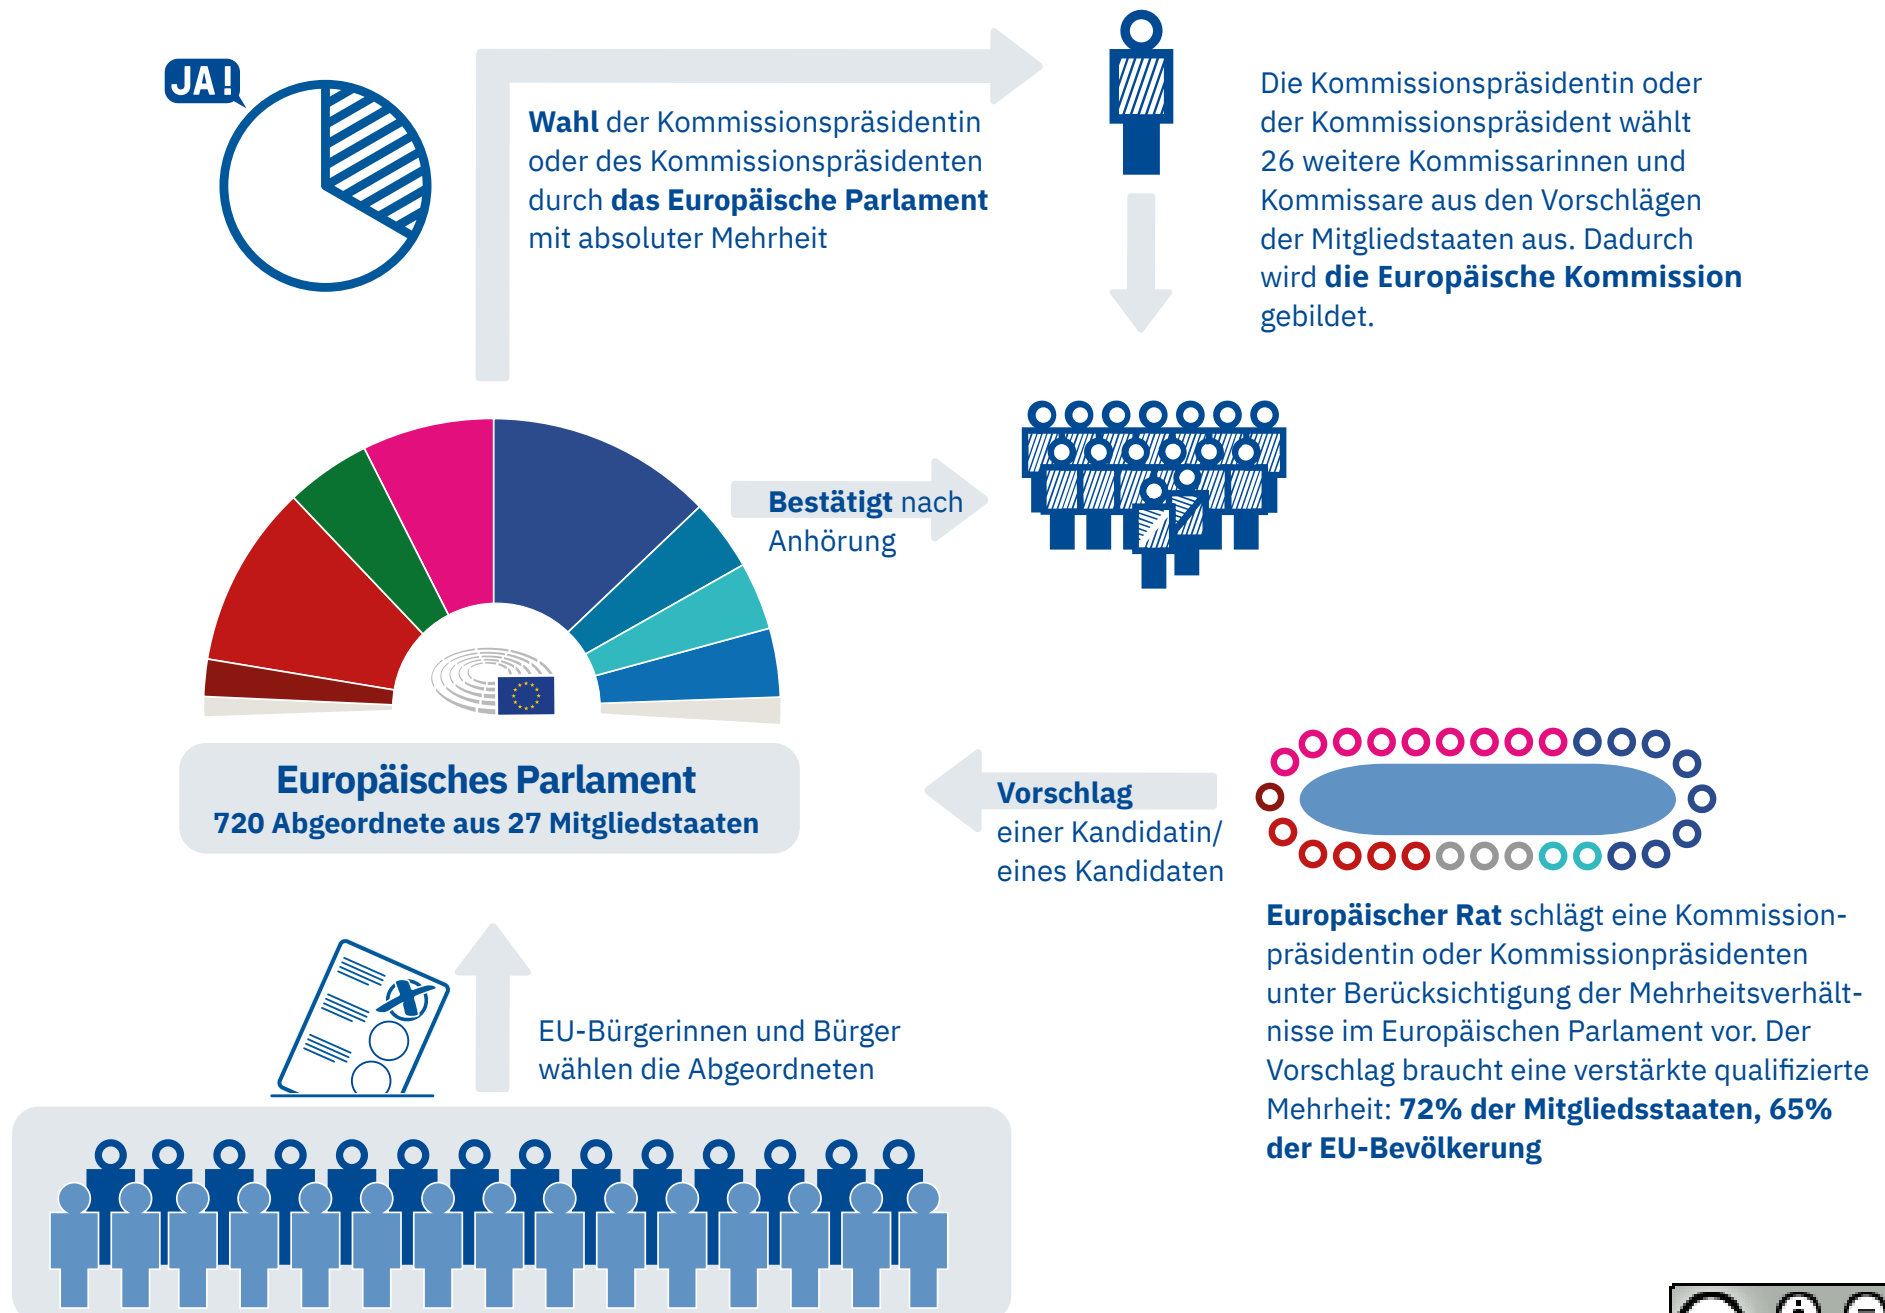 JA!
Wahl der Kommissionspräsidentin
oder des Kommissionspräsidenten
durch das Europäische Parlament
mit absoluter Mehrheit
Die Kommissionspräsidentin oder
der Kommissionspräsident wählt
26 weitere Kommissarinnen und
Kommissare aus den Vorschlägen
der Mitgliedstaaten aus. Dadurch
wird die Europäische Kommission
gebildet.
Bestätigt nach
Anhörung
Europäisches Parlament
720 Abgeordnete aus 27 Mitgliedstaaten
Vorschlag
einer Kandidatin/
eines Kandidaten
Europäischer Rat schlägt eine Kommission-
präsidentin oder Kommissionpräsidenten
unter Berücksichtigung der Mehrheitsverhält-
nisse im Europäischen Parlament vor. Der
Vorschlag braucht eine verstärkte qualifizierte
Mehrheit: 72% der Mitgliedsstaaten, 65%
der EU-Bevölkerung
EU-Bürgerinnen und Bürger
wählen die Abgeordneten